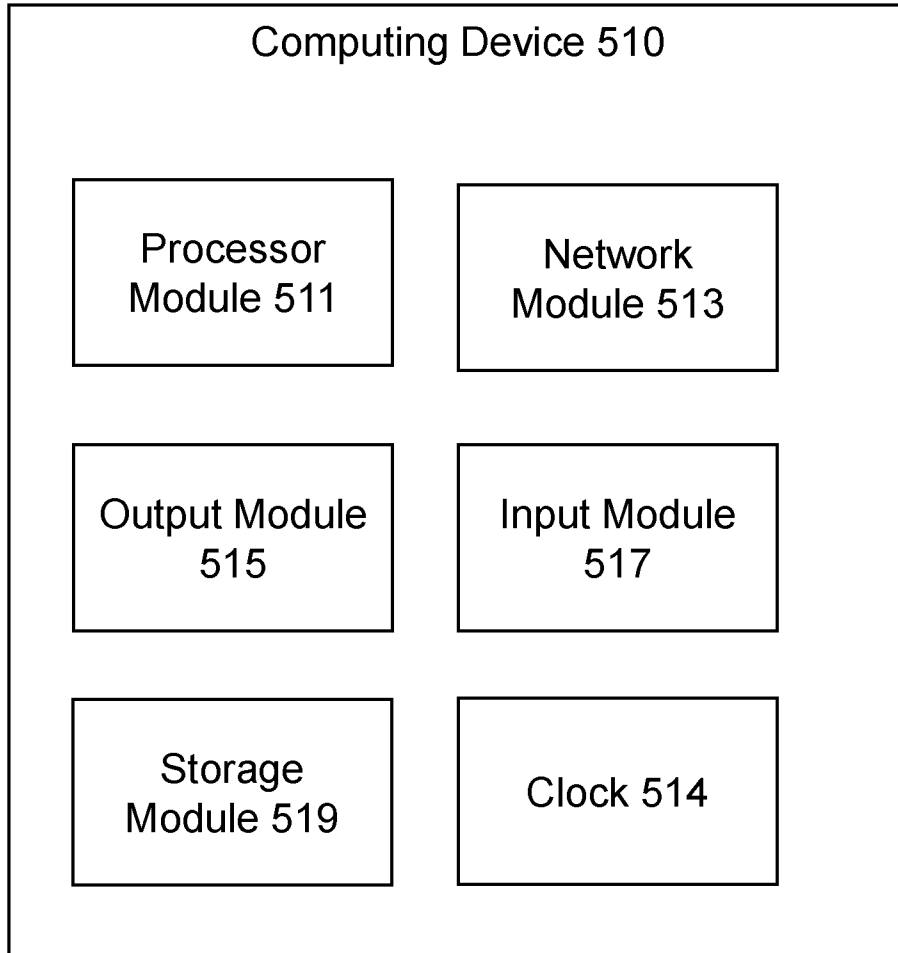 Computing Device 510
Processor
Module 511
Network
Module 513
Output Module
515
Input Module
517
Storage
Module 519
Clock 514